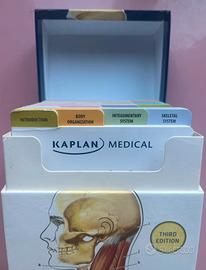 INTRODUCTION
BODY
ORGANIZATION
INTEGUMENTARY
SYSTEM
SKELETAL
SYSTEM
KAPLAN MEDICAL
THIRD
EDITION